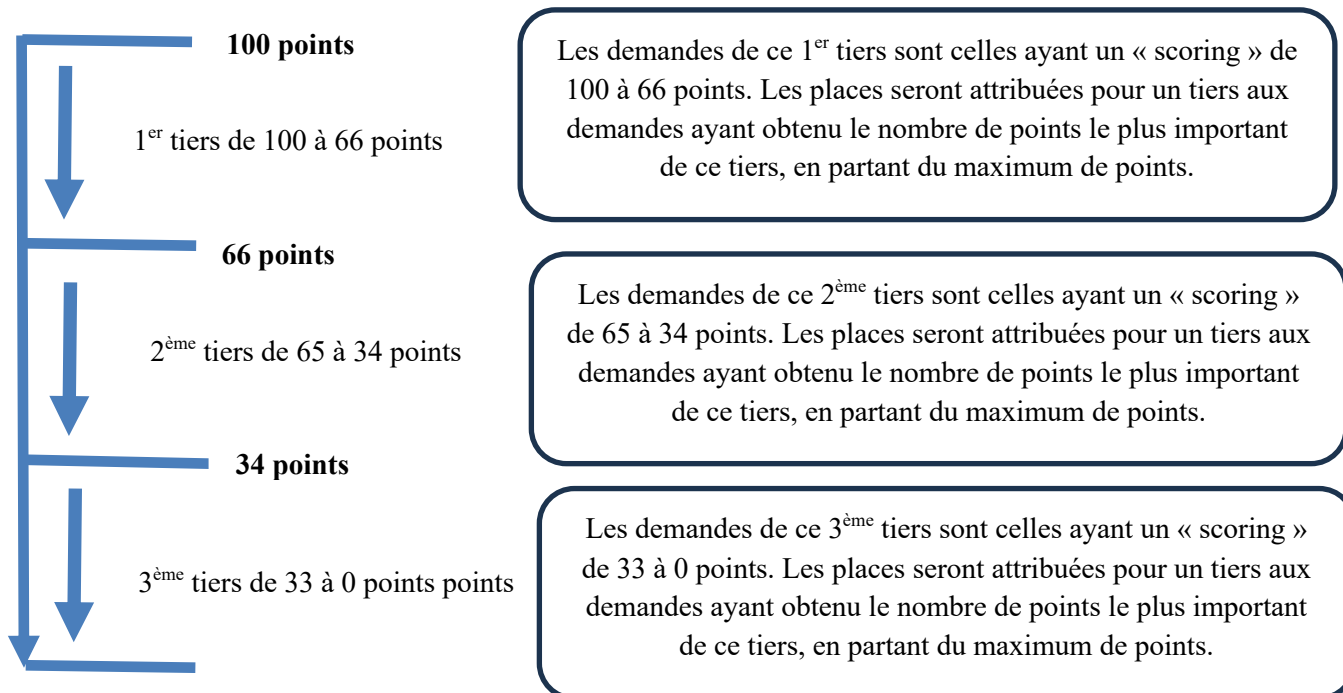 100 points
Les demandes de ce 1er tiers sont celles ayant un « scoring » de
100 à 66 points. Les places seront attribuées pour un tiers aux
demandes ayant obtenu le nombre de points le plus important
de ce tiers, en partant du maximum de points.
1er tiers de 100 à 66 points
66 points
Les demandes de ce 2ème tiers sont celles ayant un « scoring »
de 65 à 34 points. Les places seront attribuées pour un tiers aux
demandes ayant obtenu le nombre de points le plus important
de ce tiers, en partant du maximum de points.
2ème tiers de 65 à 34 points
34 points
Les demandes de ce 3ème tiers sont celles ayant un « scoring »
de 33 à 0 points. Les places seront attribuées pour un tiers aux
demandes ayant obtenu le nombre de points le plus important
de ce tiers, en partant du maximum de points.
3ème tiers de 33 à 0 points points